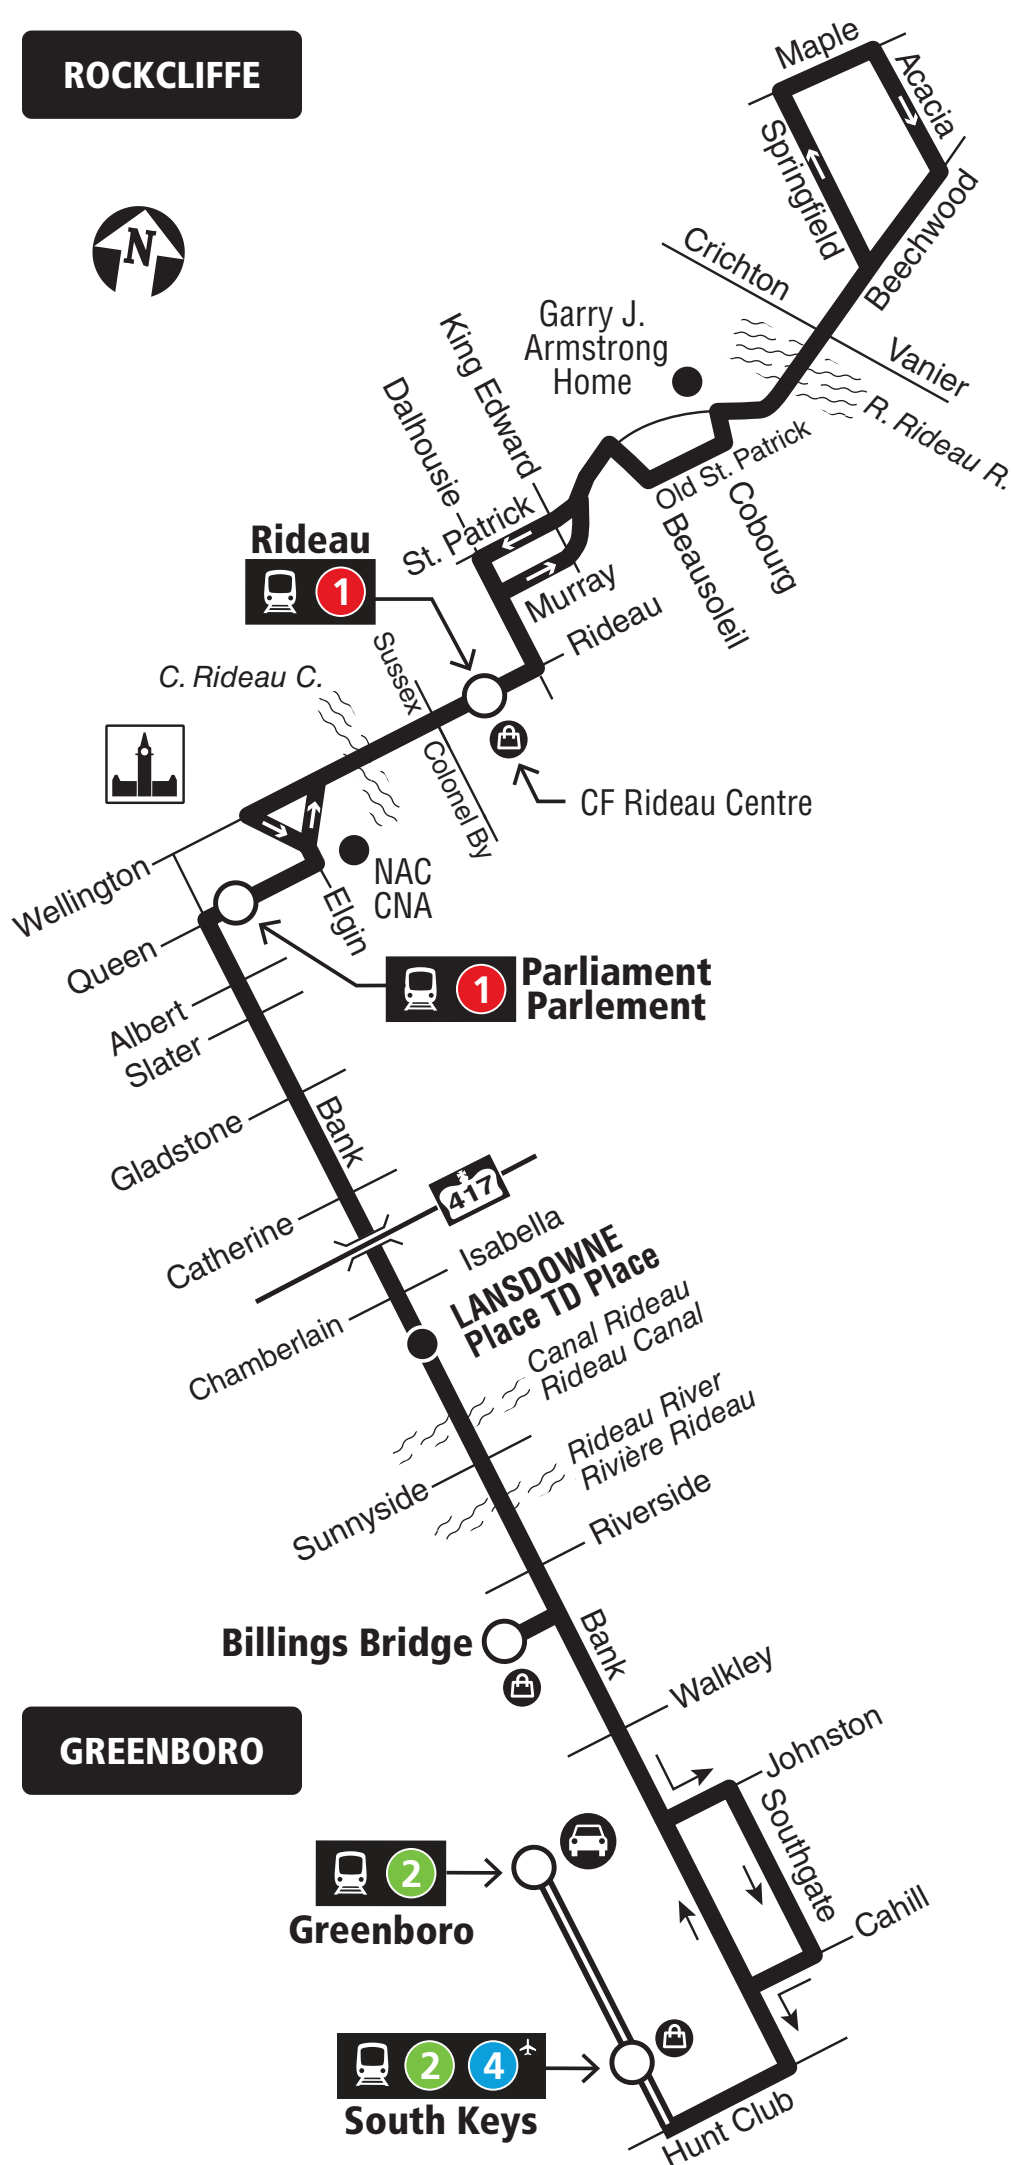 ROCKCLIFFE
Maple
Acacia
Springfield
Beechwood
N
Crichton
Vanier
R. Rideau R.
Garry J.
Armstrong
Home
King Edward
Dalhousie
St. Patrick
Old St. Patrick
Cobourg
Beausoleil
Murray
Rideau
Rideau
1
Sussex
C. Rideau C.
Colonel By
CF Rideau Centre
NAC
CNA
Wellington
Elgin
Queen
Parliament
Parlement
1
Albert
Slater
Bank
Gladstone
417
Catherine
Isabella
LANSDOWNE
Place TD Place
Chamberlain
Canal Rideau
Rideau Canal
Rideau River
Rivière Rideau
Sunnyside
Riverside
Billings Bridge
Bank
Walkley
GREENBORO
Johnston
Southgate
2
Greenboro
Cahill
2
4
South Keys
Hunt Club